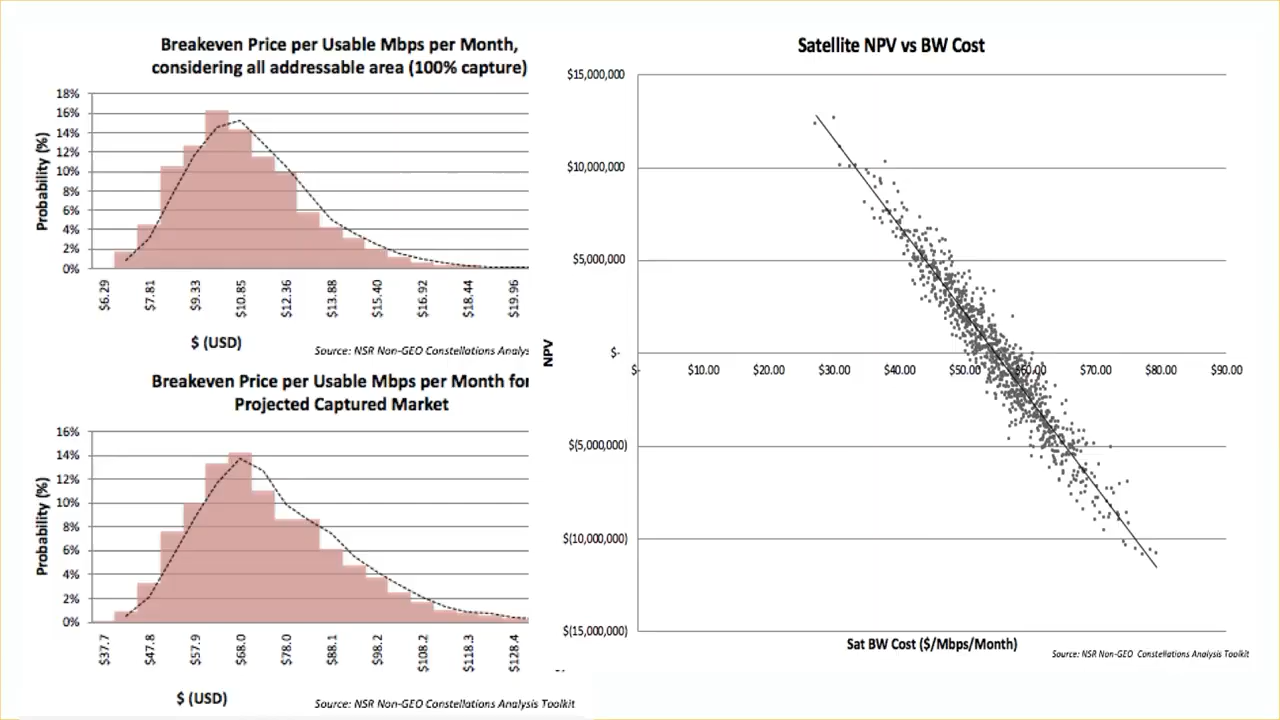 Breakeven Price per Usable Mbps per Month,
considering all addressable area (100% capture)
18%
16%
14%
12%
10%
8%
6%
4%
2%
0%
Probability (%)
$6.29 $7.81 $9.33 $10.85 $12.36 $13.88 $15.40 $16.92 $18.44 $19.96
$ (USD)
Source: NSR Non-GEO Constellations Analys
Breakeven Price per Usable Mbps per Month for
Projected Captured Market
16%
14%
12%
10%
8%
6%
4%
2%
0%
Probability (%)
$37.7 $47.8 $57.9 $68.0 $78.0 $88.1 $98.2 $108.2 $118.3 $128.4
$ (USD)
Source: NSR Non-GEO Constellations Analysis Toolkit
Satellite NPV vs BW Cost
$15,000,000
$10,000,000
$5,000,000
$-
$(5,000,000)
$(10,000,000)
$(15,000,000)
NPV
$- $10.00 $20.00 $30.00 $40.00 $50.00 $60.00 $70.00 $80.00 $90.00
Sat BW Cost ($/Mbps/Month)
Source: NSR Non-GEO Constellations Analysis Toolkit